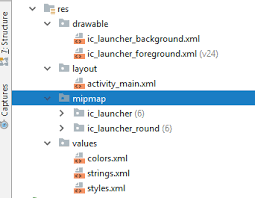 res
drawable
ic_launcher_background.xml
ic_launcher_foreground.xml (v24)
layout
activity_main.xml
mipmap
ic_launcher (6)
ic_launcher_round (6)
values
colors.xml
strings.xml
styles.xml
7: Structure
Captures